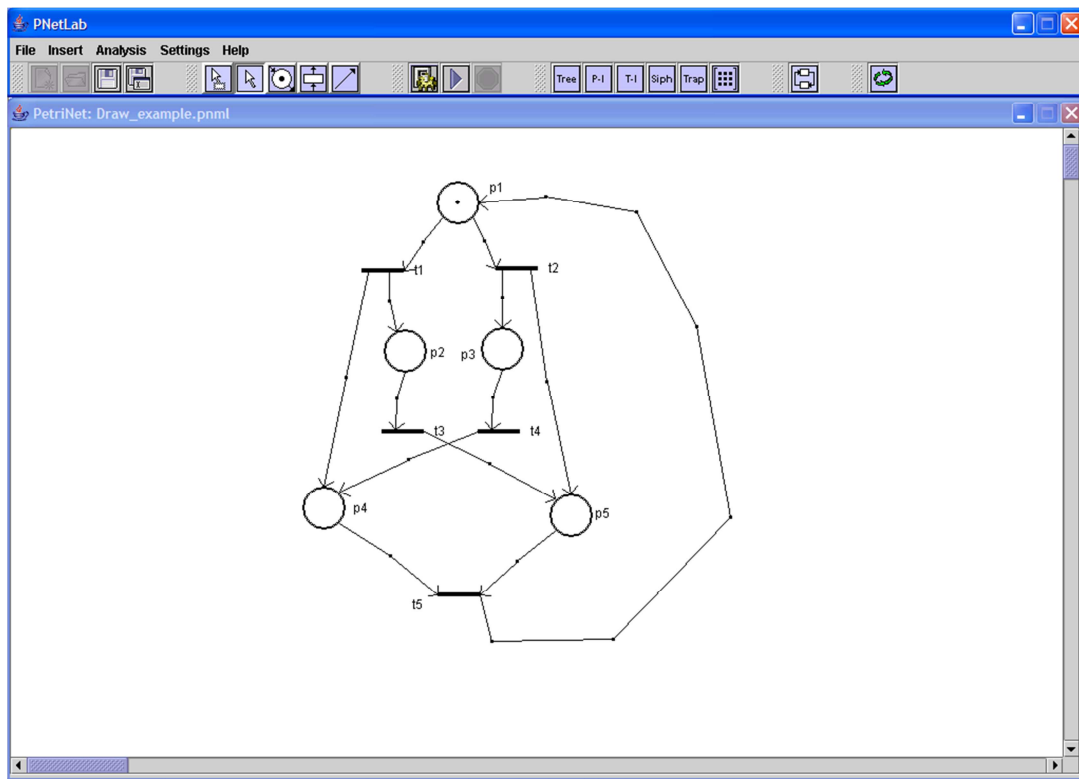 PNetLab
File Insert Analysis Settings Help
Tree P-I T-I Siph Trap
PetriNet: Draw_example.pnml
p1
t1 t2
p2 p3
t3 t4
p4 p5
t5